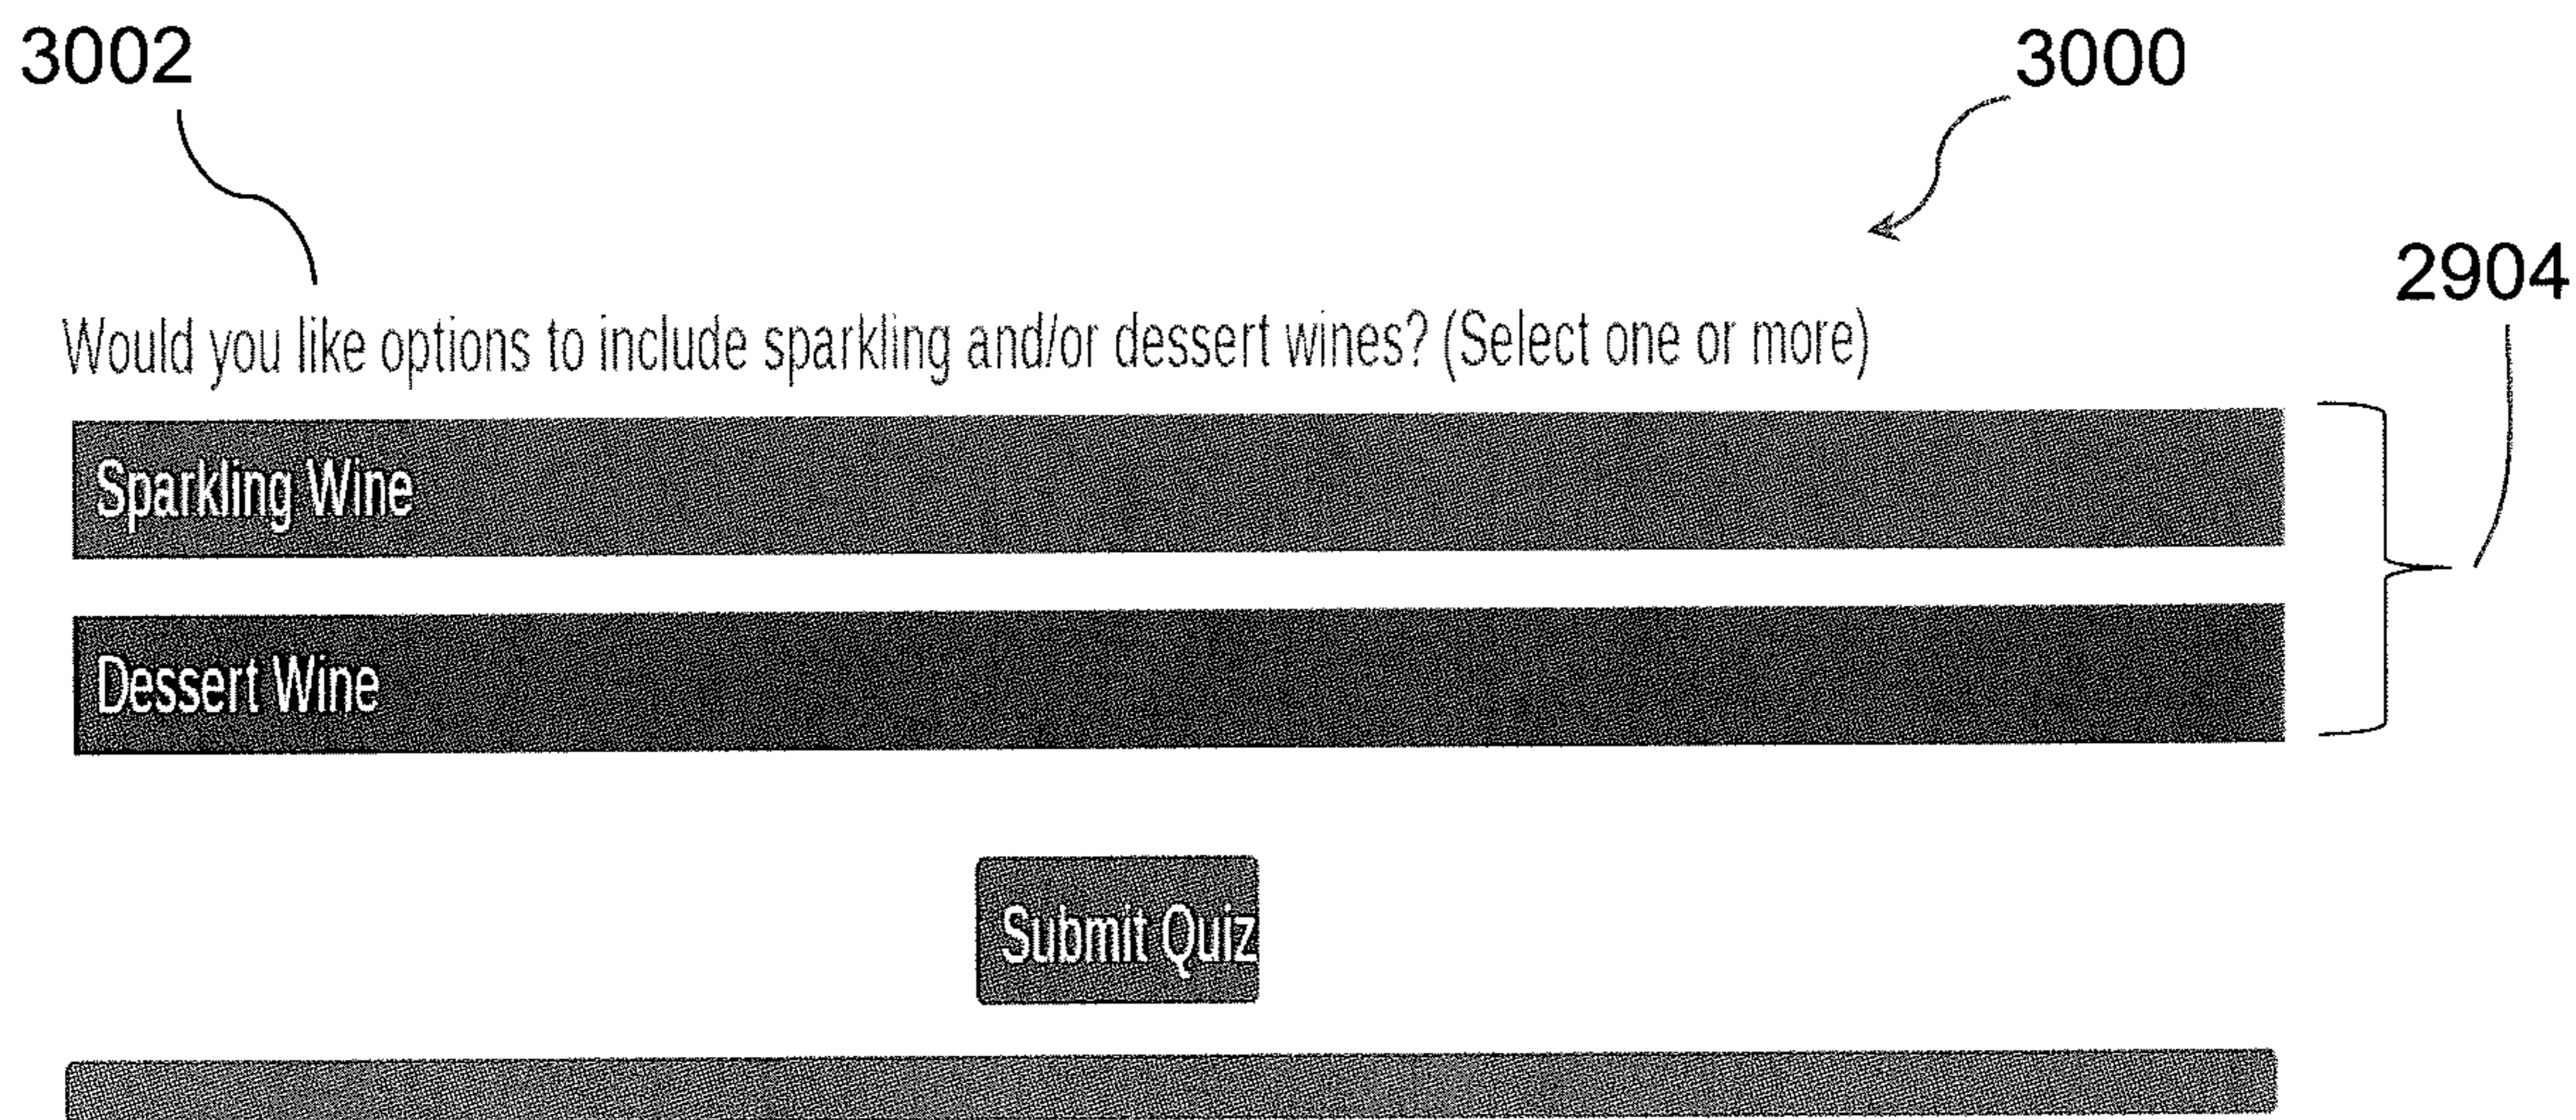 3002
3000
2904
Would you like options to include sparkling and/or dessert wines? (Select one or more)
Sparkling Wine
Dessert Wine
Submit Quiz